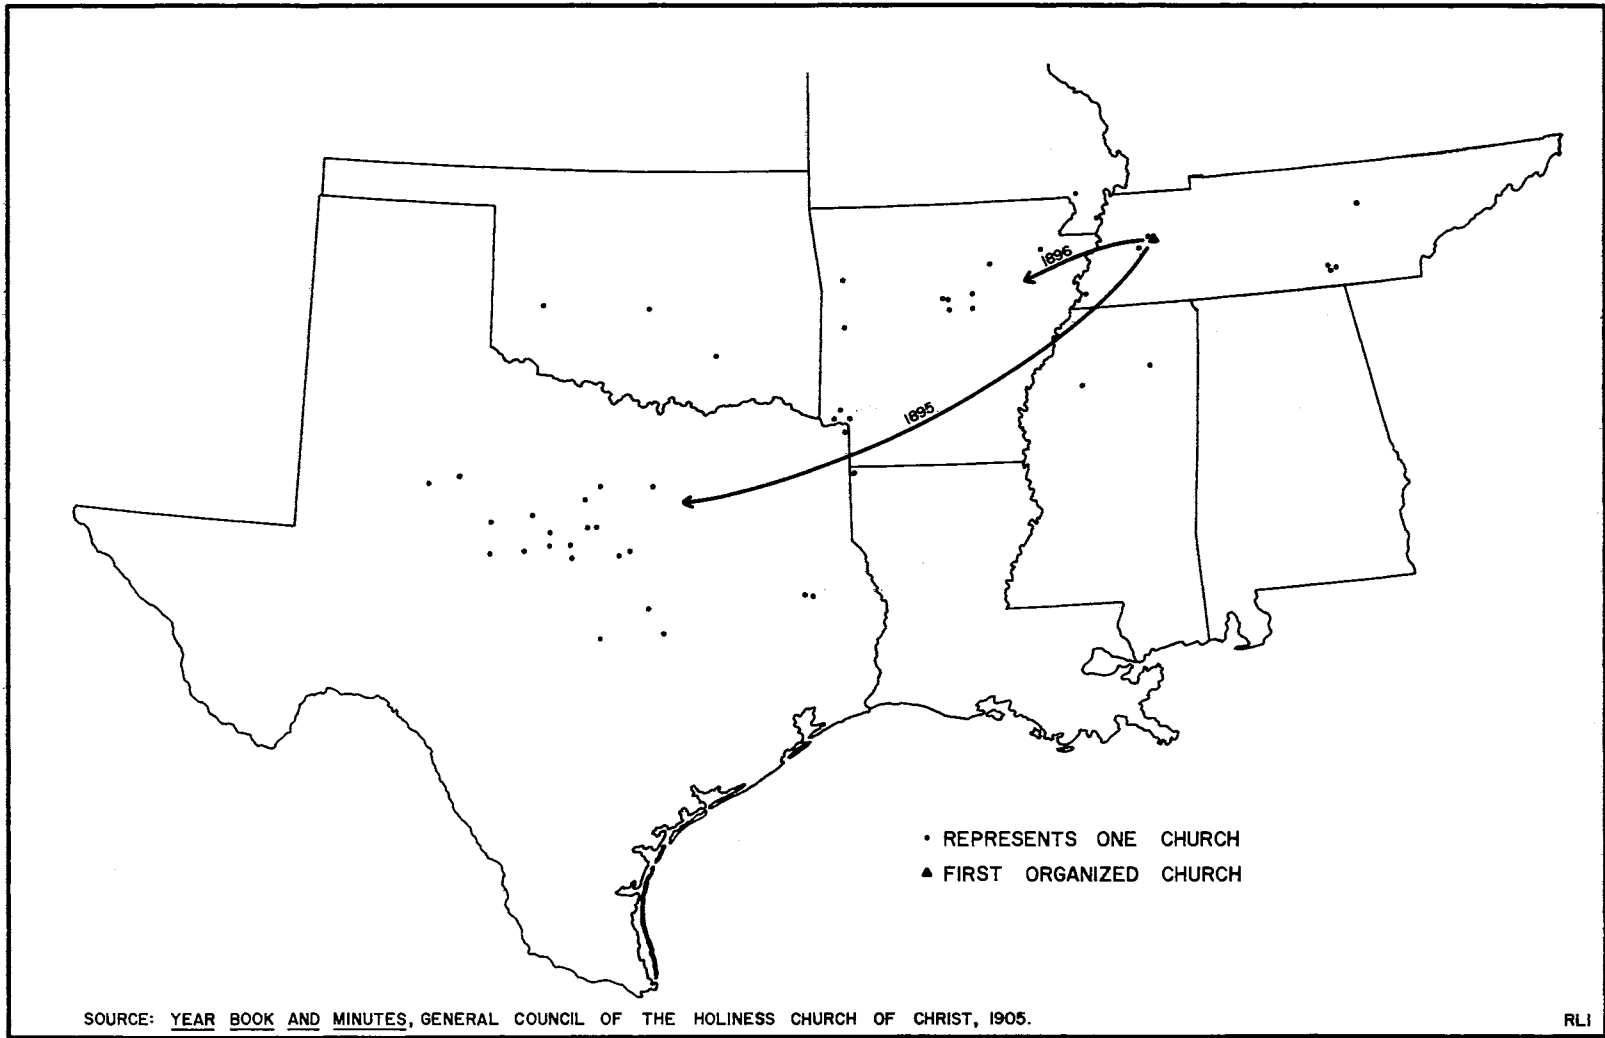 1896
1895
• REPRESENTS ONE CHURCH
▲ FIRST ORGANIZED CHURCH
SOURCE: YEAR BOOK AND MINUTES, GENERAL COUNCIL OF THE HOLINESS CHURCH OF CHRIST, 1905.
RLI